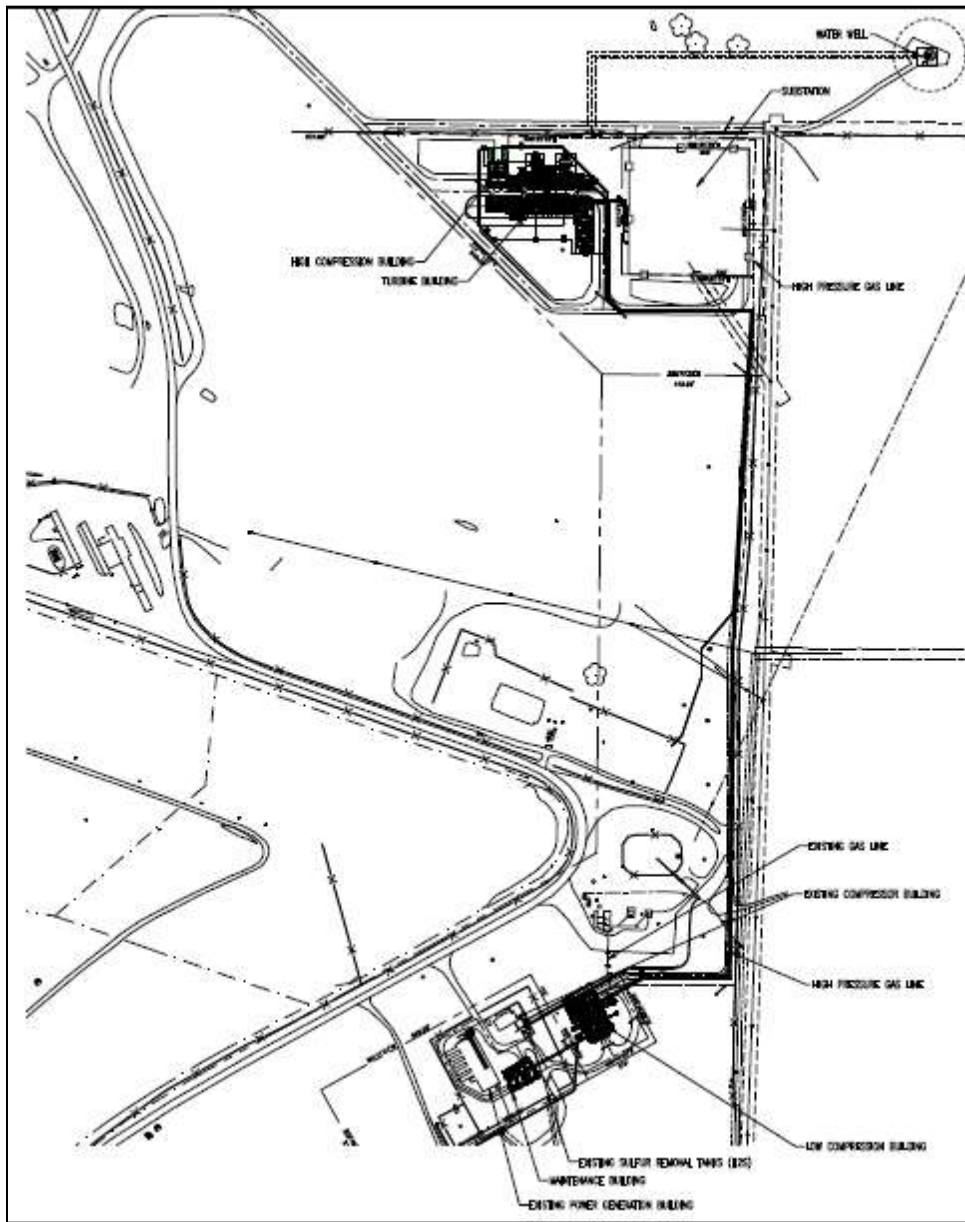 WATER WELL
SUBSTATION
HIGH COMPRESSION BUILDING
TURBINE BUILDING
HIGH PRESSURE GAS LINE
EXISTING GAS LINE
EXISTING COMPRESSOR BUILDING
HIGH PRESSURE GAS LINE
LOW COMPRESSION BUILDING
EXISTING SULFUR REMOVAL TANKS (H2S)
MAINTENANCE BUILDING
EXISTING POWER GENERATION BUILDING